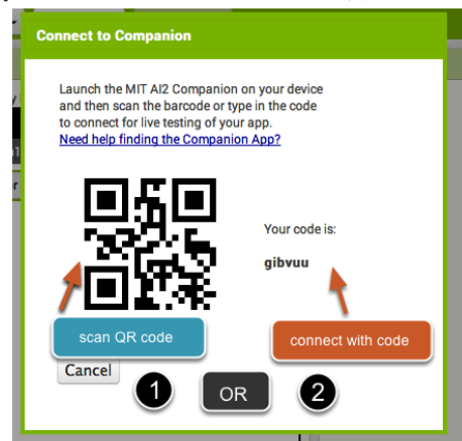 Connect to Companion
Launch the MIT AI2 Companion on your device
and then scan the barcode or type in the code
to connect for live testing of your app.
Need help finding the Companion App?
Your code is:
gibvuu
scan QR code
connect with code
Cancel
1
OR
2